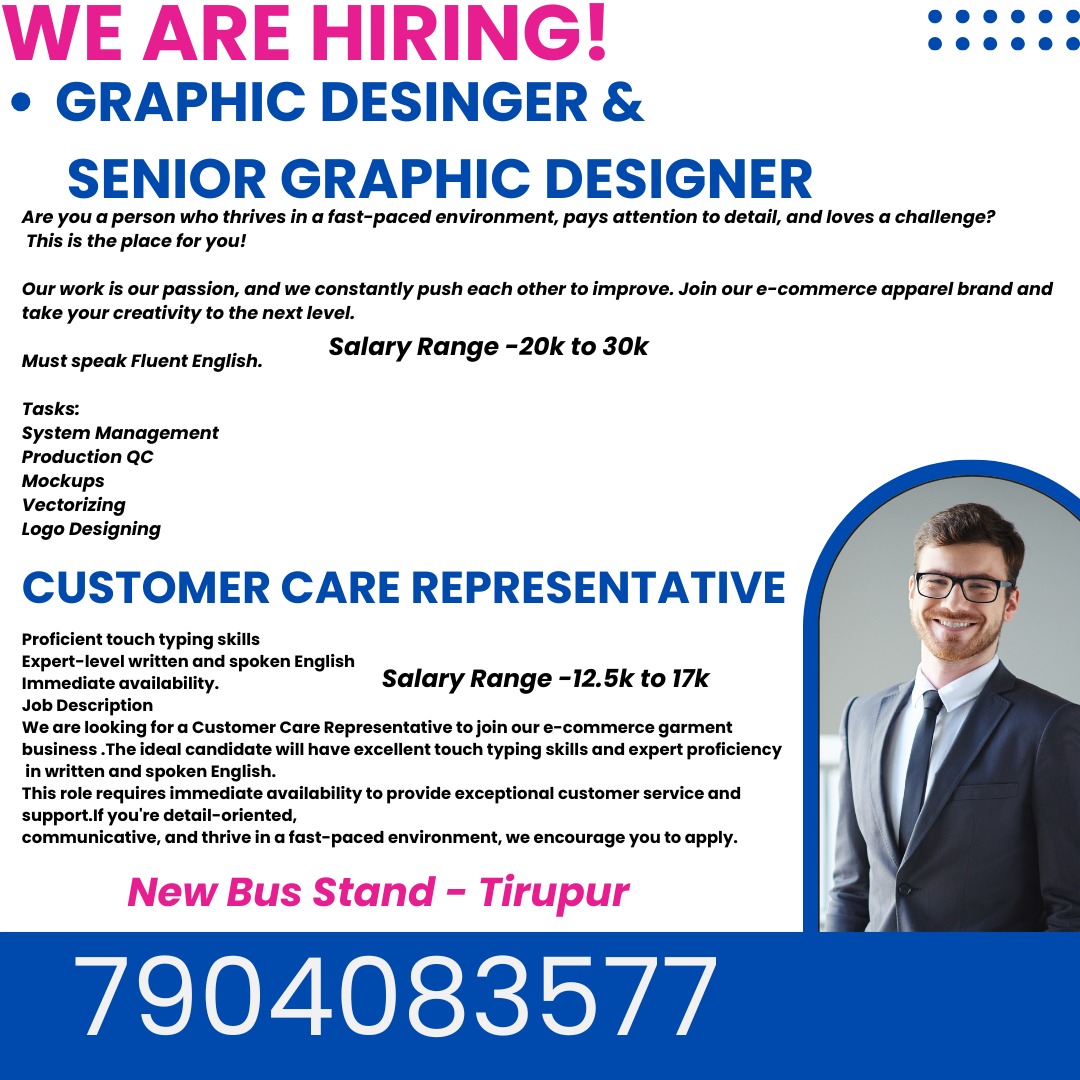 WE ARE HIRING!
• GRAPHIC DESINGER &
SENIOR GRAPHIC DESIGNER
Are you a person who thrives in a fast-paced environment, pays attention to detail, and loves a challenge?
This is the place for you!
Our work is our passion, and we constantly push each other to improve. Join our e-commerce apparel brand and
take your creativity to the next level.
Salary Range -20k to 30k
Must speak Fluent English.
Tasks:
System Management
Production QC
Mockups
Vectorizing
Logo Designing
CUSTOMER CARE REPRESENTATIVE
Proficient touch typing skills
Expert-level written and spoken English
Salary Range -12.5k to 17k
Immediate availability.
Job Description
We are looking for a Customer Care Representative to join our e-commerce garment
business .The ideal candidate will have excellent touch typing skills and expert proficiency
in written and spoken English.
This role requires immediate availability to provide exceptional customer service and
support.If you're detail-oriented,
communicative, and thrive in a fast-paced environment, we encourage you to apply.
New Bus Stand - Tirupur
7904083577